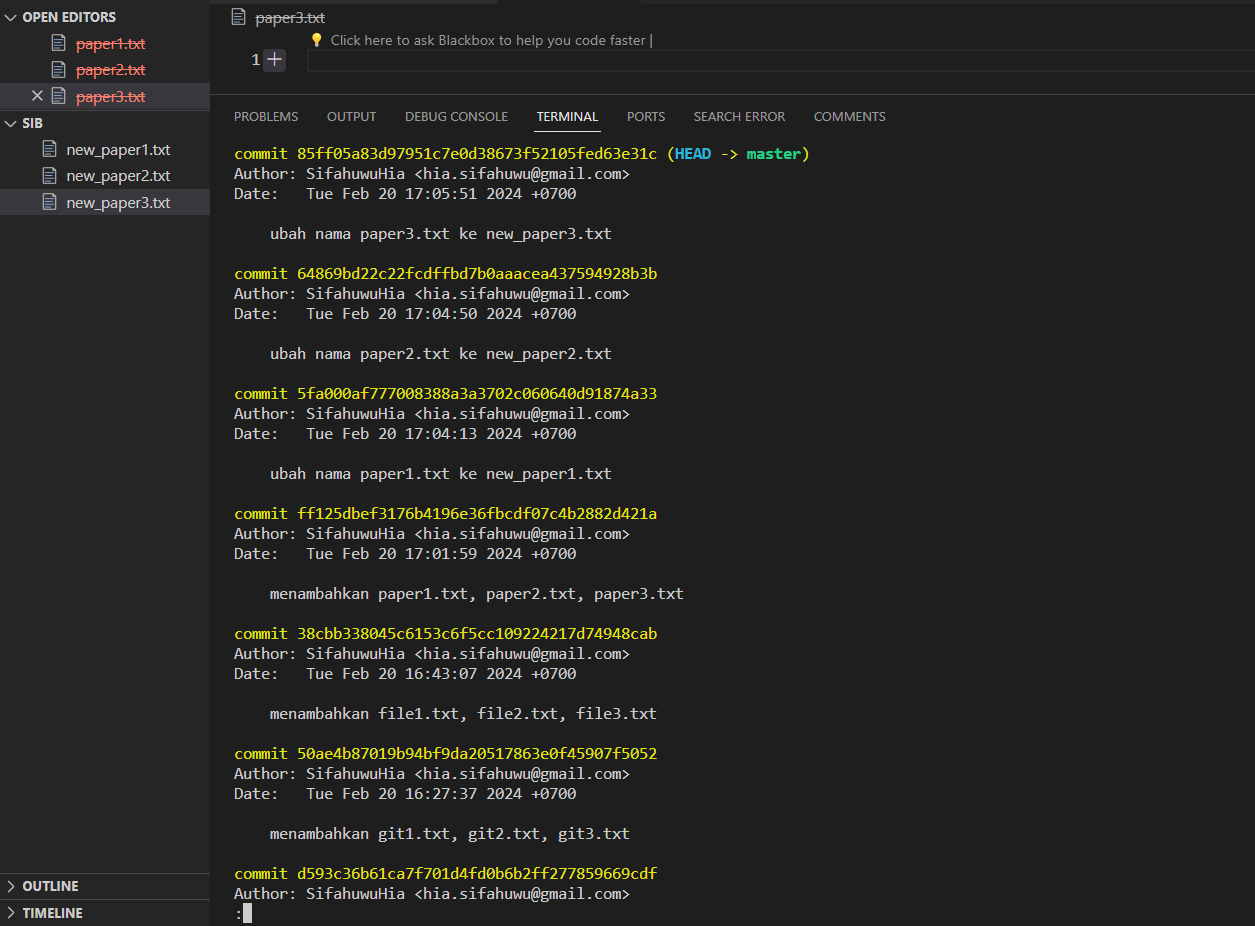 OPEN EDITORS
paper1.txt
paper2.txt
paper3.txt
SIB
new_paper1.txt
new_paper2.txt
new_paper3.txt
OUTLINE
TIMELINE
paper3.txt
Click here to ask Blackbox to help you code faster |
1 +
PROBLEMS OUTPUT DEBUG CONSOLE TERMINAL PORTS SEARCH ERROR COMMENTS
commit 85ff05a83d97951c7e0d38673f52105fed63e31c (HEAD -> master)
Author: SifahuwuHia <hia.sifahuwu@gmail.com>
Date:   Tue Feb 20 17:05:51 2024 +0700
ubah nama paper3.txt ke new_paper3.txt
commit 64869bd22c22fcdffbd7b0aaacea437594928b3b
Author: SifahuwuHia <hia.sifahuwu@gmail.com>
Date:   Tue Feb 20 17:04:50 2024 +0700
ubah nama paper2.txt ke new_paper2.txt
commit 5fa000af777008388a3a3702c060640d91874a33
Author: SifahuwuHia <hia.sifahuwu@gmail.com>
Date:   Tue Feb 20 17:04:13 2024 +0700
ubah nama paper1.txt ke new_paper1.txt
commit ff125dbef3176b4196e36fbcdf07c4b2882d421a
Author: SifahuwuHia <hia.sifahuwu@gmail.com>
Date:   Tue Feb 20 17:01:59 2024 +0700
menambahkan paper1.txt, paper2.txt, paper3.txt
commit 38cbb338045c6153c6f5cc109224217d74948cab
Author: SifahuwuHia <hia.sifahuwu@gmail.com>
Date:   Tue Feb 20 16:43:07 2024 +0700
menambahkan file1.txt, file2.txt, file3.txt
commit 50ae4b87019b94bf9da20517863e0f45907f5052
Author: SifahuwuHia <hia.sifahuwu@gmail.com>
Date:   Tue Feb 20 16:27:37 2024 +0700
menambahkan git1.txt, git2.txt, git3.txt
commit d593c36b61ca7f701d4fd0b6b2ff277859669cdf
Author: SifahuwuHia <hia.sifahuwu@gmail.com>
: